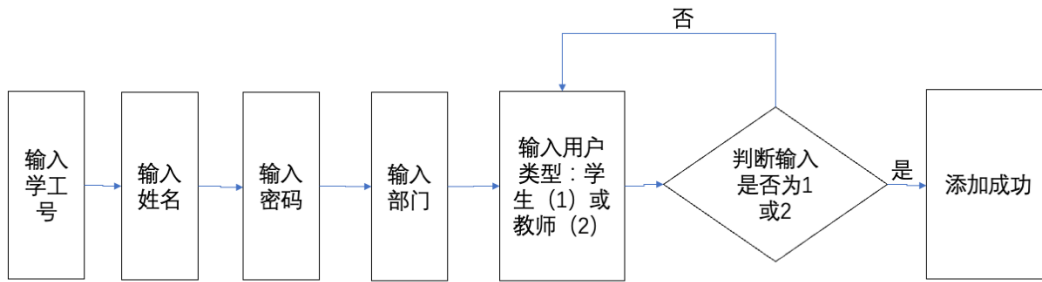 否
输入
学工
号
输入
姓名
输入
密码
输入
部门
输入用户
类型：学
生（1）或
教师（2）
判断输入
是否为1
或2
是
添加成功